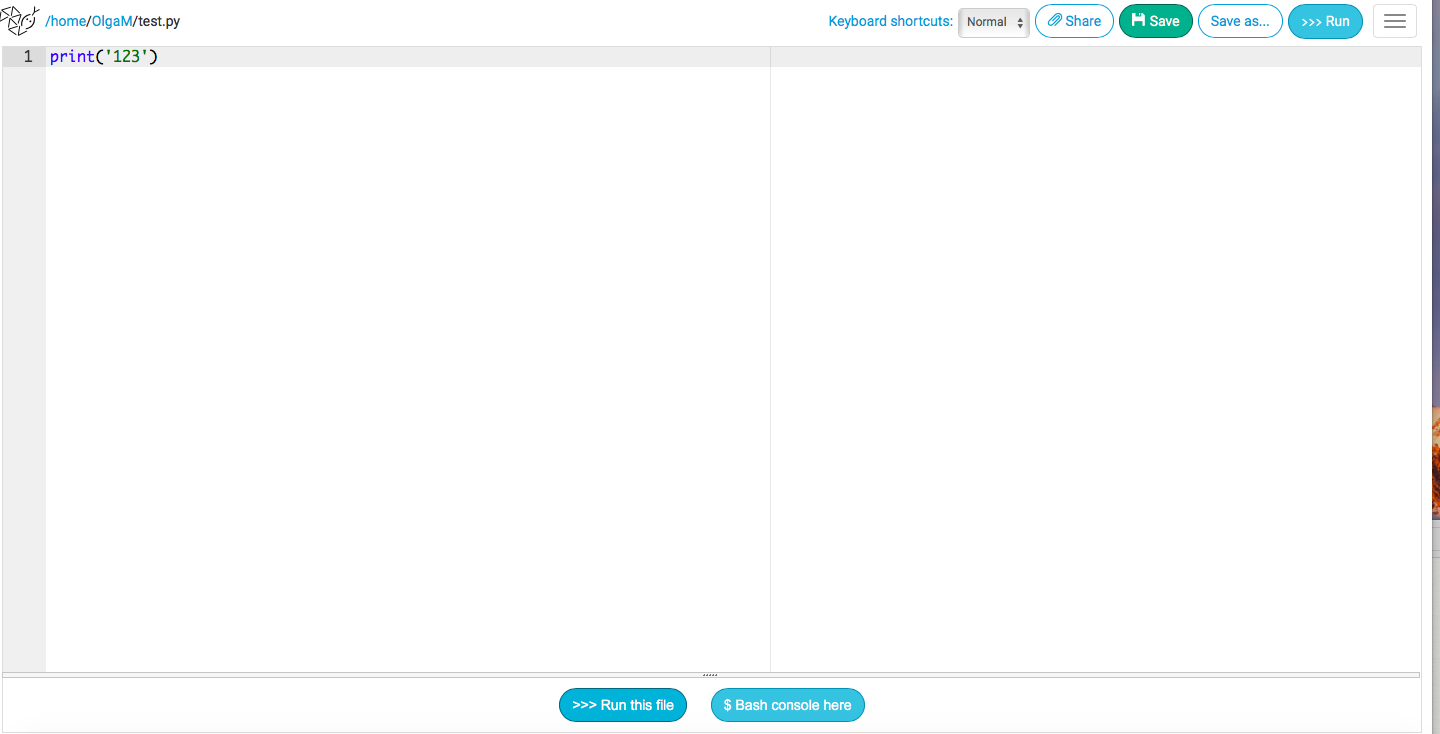 /home/OlgaM/test.py Keyboard shortcuts: Normal Share Save Save as... >>> Run
1 print('123')
>>> Run this file $ Bash console here